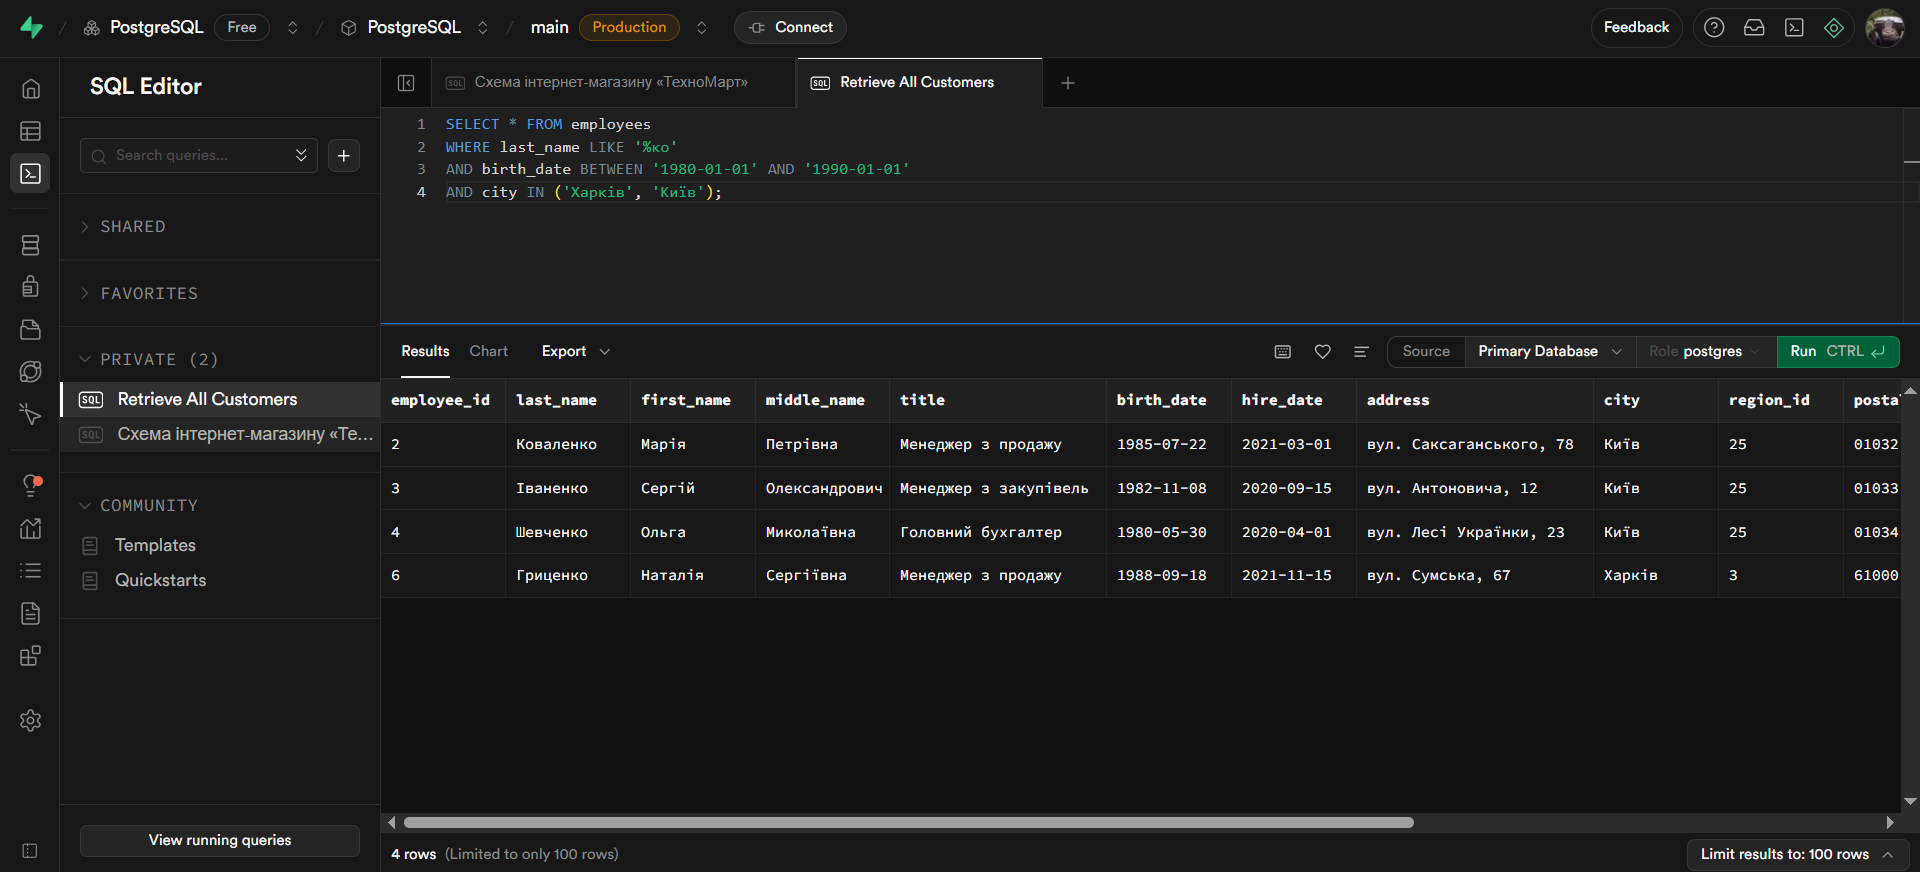 PostgreSQL Free / PostgreSQL / main Production Connect Feedback
SQL Editor
Схема інтернет-магазину «ТехноМарт»
Retrieve All Customers
Search queries...
SHARED
FAVORITES
PRIVATE (2)
Retrieve All Customers
Схема інтернет-магазину «Те...
COMMUNITY
Templates
Quickstarts
View running queries
1 SELECT * FROM employees
2 WHERE last_name LIKE '%ко'
3 AND birth_date BETWEEN '1980-01-01' AND '1990-01-01'
4 AND city IN ('Харків', 'Київ');
Results Chart Export Source Primary Database Role postgres Run CTRL
employee_id last_name first_name middle_name title birth_date hire_date address city region_id posta
2 Коваленко Марія Петрівна Менеджер з продажу 1985-07-22 2021-03-01 вул. Саксаганського, 78 Київ 25 01032
3 Іваненко Сергій Олександрович Менеджер з закупівель 1982-11-08 2020-09-15 вул. Антоновича, 12 Київ 25 01033
4 Шевченко Ольга Миколаївна Головний бухгалтер 1980-05-30 2020-04-01 вул. Лесі Українки, 23 Київ 25 01034
6 Гриценко Наталія Сергіївна Менеджер з продажу 1988-09-18 2021-11-15 вул. Сумська, 67 Харків 3 61000
4 rows (Limited to only 100 rows)
Limit results to: 100 rows